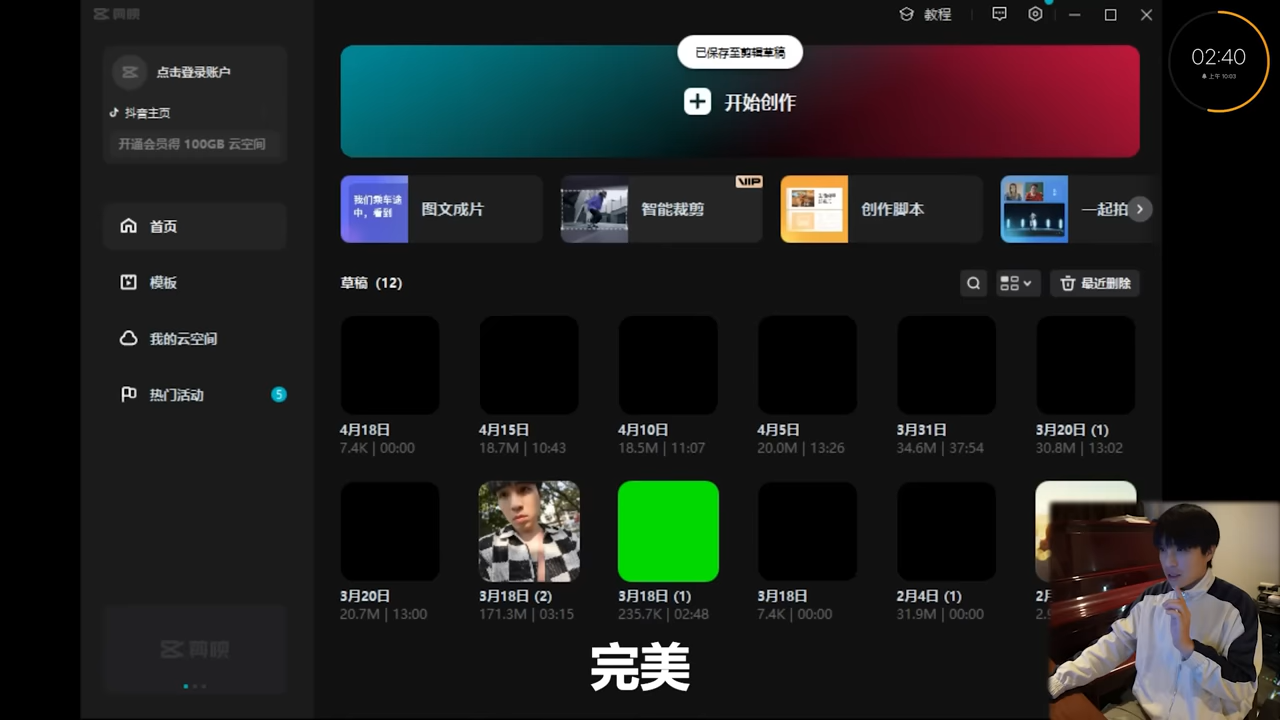 剪映
教程
02:40
上午 10:03
已保存至剪辑草稿
点击登录账户
开始创作
抖音主页
开通会员得 100GB 云空间
VIP
我们乘车途
中，看到
图文成片
智能裁剪
创作脚本
一起拍
首页
草稿 (12)
最近删除
模板
我的云空间
热门活动
5
4月18日
4月15日
4月10日
4月5日
3月31日
3月20日 (1)
7.4K | 00:00
18.7M | 10:43
18.5M | 11:07
20.0M | 13:26
34.6M | 37:54
30.8M | 13:02
3月20日
3月18日 (2)
3月18日 (1)
3月18日
2月4日 (1)
20.7M | 13:00
171.3M | 03:15
235.7K | 02:48
7.4K | 00:00
31.9M | 00:00
剪映
完美